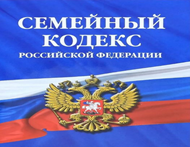 СЕМЕЙНЫЙ
КОДЕКС
РОССИЙСКОЙ ФЕДЕРАЦИИ